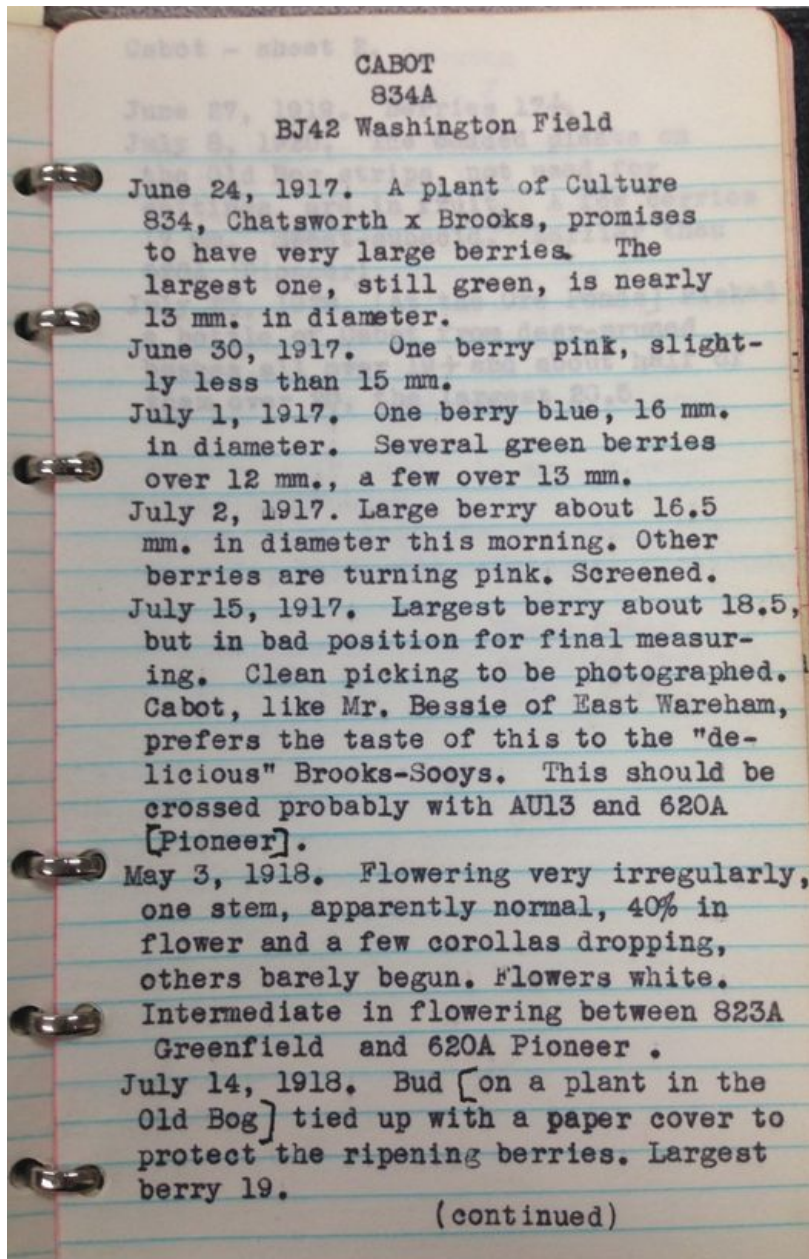 CABOT
834A
BJ42 Washington Field
June 24, 1917. A plant of Culture
834, Chatsworth x Brooks, promises
to have very large berries. The
largest one, still green, is nearly
13 mm. in diameter.
June 30, 1917. One berry pink, slight-
ly less than 15 mm.
July 1, 1917. One berry blue, 16 mm.
in diameter. Several green berries
over 12 mm., a few over 13 mm.
July 2, 1917. Large berry about 16.5
mm. in diameter this morning. Other
berries are turning pink. Screened.
July 15, 1917. Largest berry about 18.5,
but in bad position for final measur-
ing. Clean picking to be photographed.
Cabot, like Mr. Bessie of East Wareham,
prefers the taste of this to the "de-
licious" Brooks-Sooys. This should be
crossed probably with AU13 and 620A
[Pioneer].
May 3, 1918. Flowering very irregularly,
one stem, apparently normal, 40% in
flower and a few corollas dropping,
others barely begun. Flowers white.
Intermediate in flowering between 823A
Greenfield and 620A Pioneer .
July 14, 1918. Bud [on a plant in the
Old Bog] tied up with a paper cover to
protect the ripening berries. Largest
berry 19.
(continued)